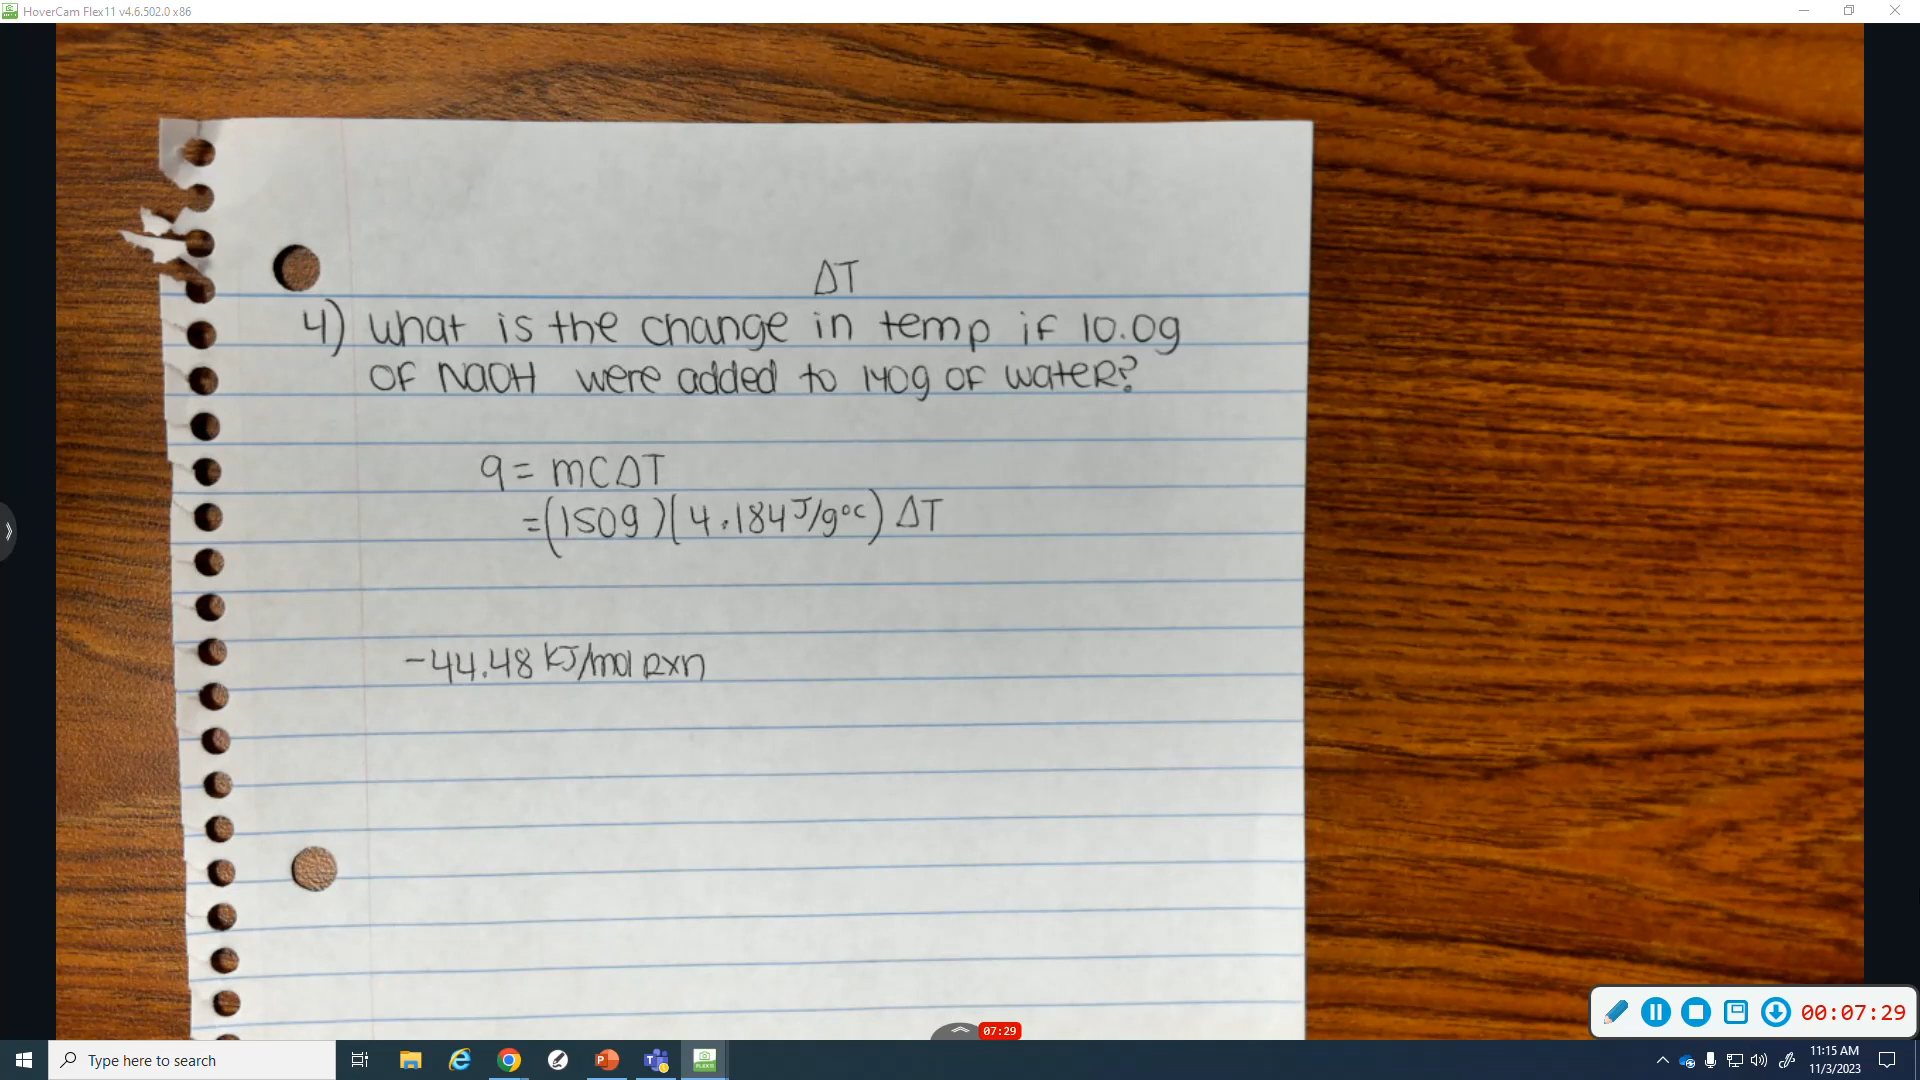 HoverCam Flex11 v4.6.502.0 x86
ΔT
4) What is the change in temp if 10.0g
of NaOH were added to 140g of water?
q = mCΔT
=(150g)(4.184 J/g°C) ΔT
-44.48 kJ/mol rxn
07:29
00:07:29
Type here to search
11:15 AM
11/3/2023